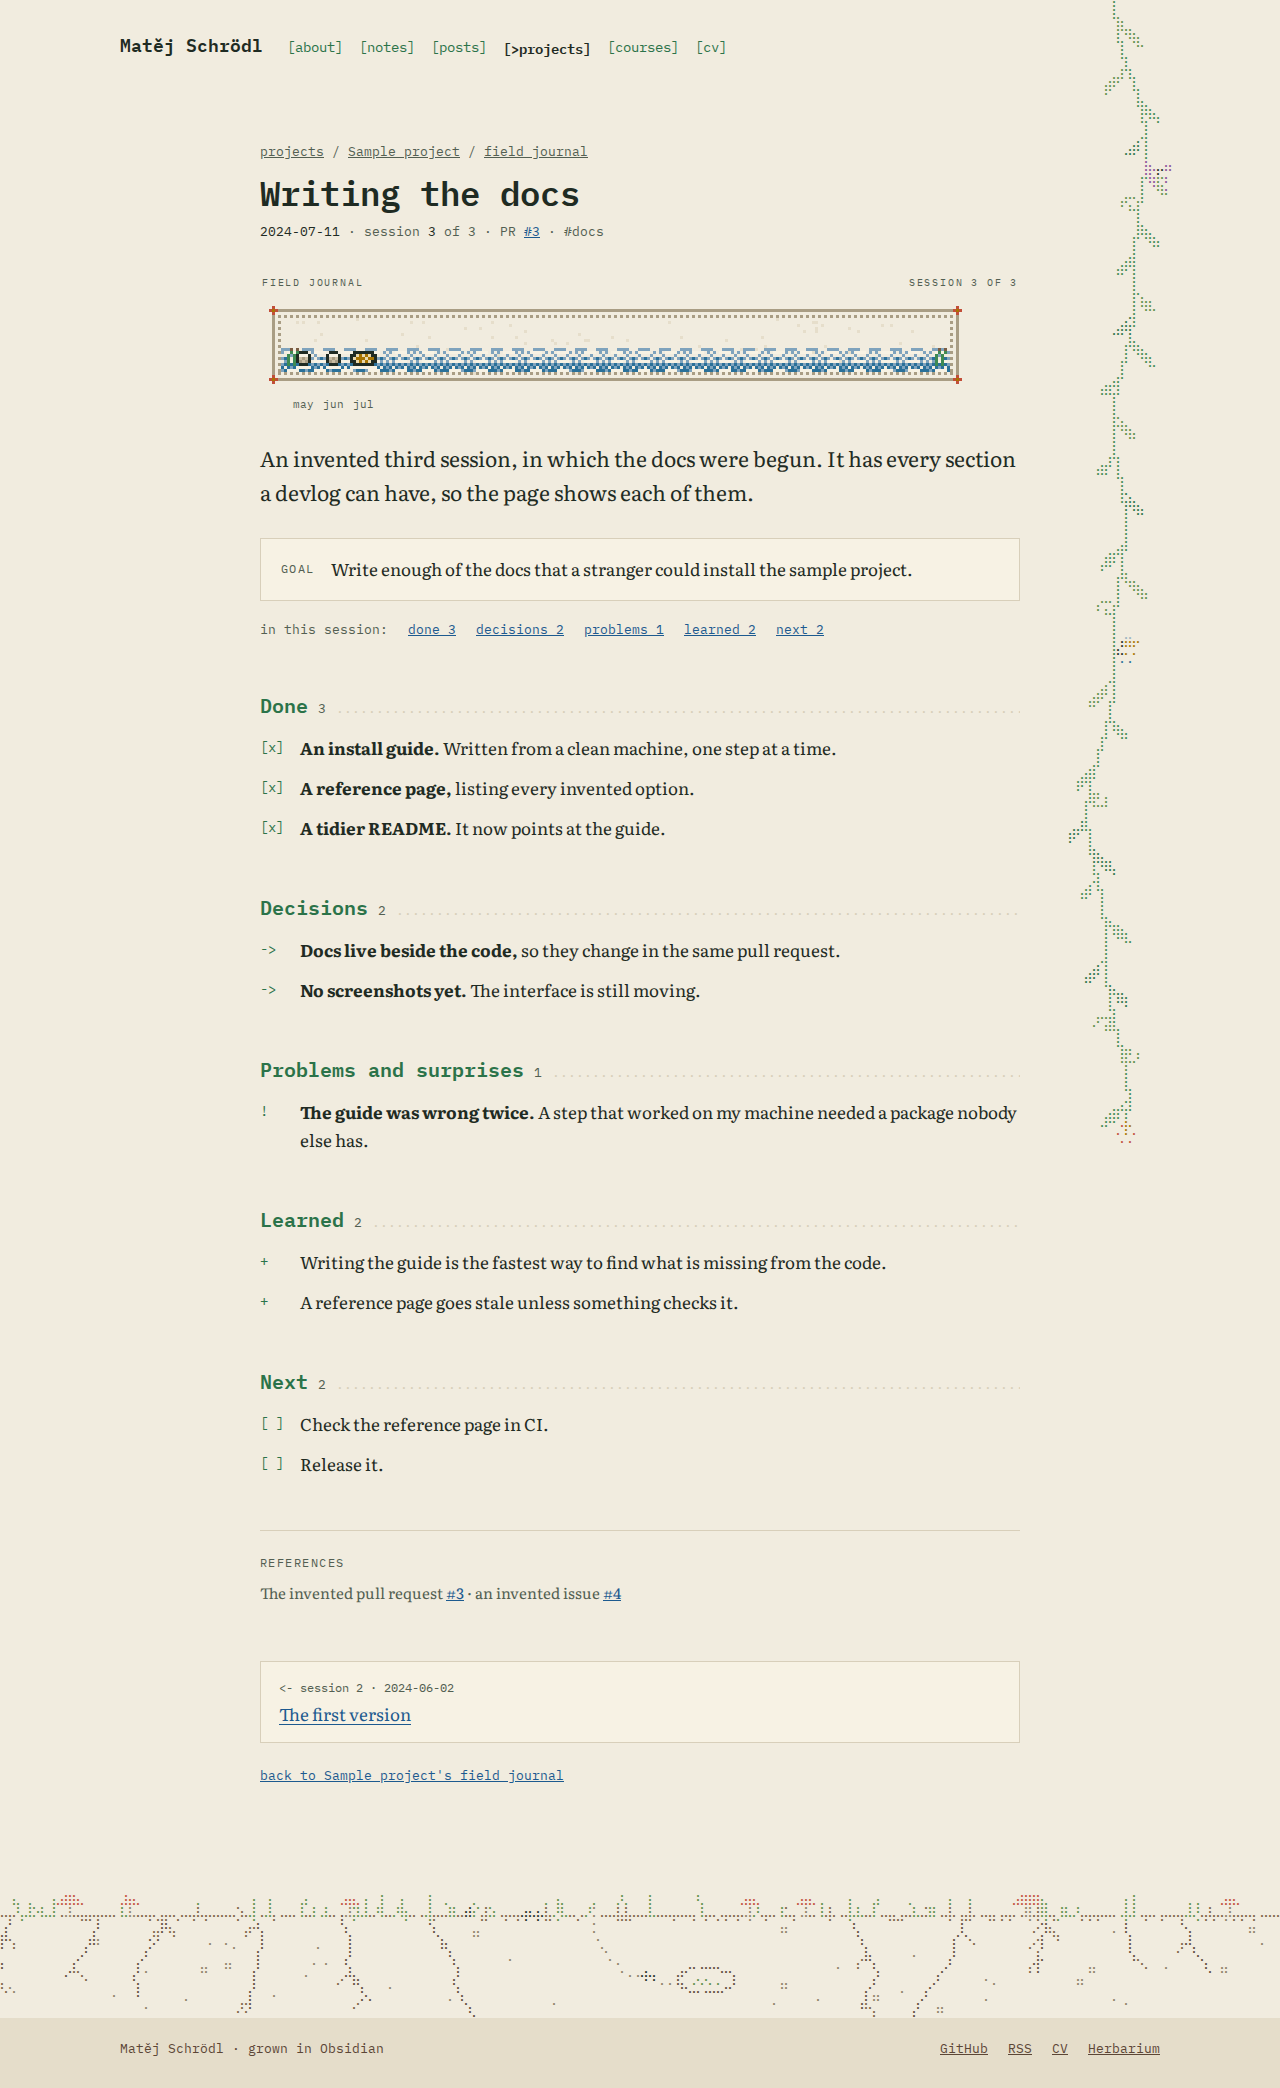 Matěj Schrödl [about] [notes] [posts] [>projects] [courses] [cv]
projects / Sample project / field journal
Writing the docs
2024-07-11 · session 3 of 3 · PR #3 · #docs
FIELD JOURNAL SESSION 3 OF 3
may jun jul
An invented third session, in which the docs were begun. It has every section
a devlog can have, so the page shows each of them.
GOAL Write enough of the docs that a stranger could install the sample project.
in this session: done 3 decisions 2 problems 1 learned 2 next 2
Done 3
[x] An install guide. Written from a clean machine, one step at a time.
[x] A reference page, listing every invented option.
[x] A tidier README. It now points at the guide.
Decisions 2
-> Docs live beside the code, so they change in the same pull request.
-> No screenshots yet. The interface is still moving.
Problems and surprises 1
! The guide was wrong twice. A step that worked on my machine needed a package nobody
else has.
Learned 2
+ Writing the guide is the fastest way to find what is missing from the code.
+ A reference page goes stale unless something checks it.
Next 2
[ ] Check the reference page in CI.
[ ] Release it.
REFERENCES
The invented pull request #3 · an invented issue #4
<- session 2 · 2024-06-02
The first version
back to Sample project's field journal
Matěj Schrödl · grown in Obsidian GitHub RSS CV Herbarium